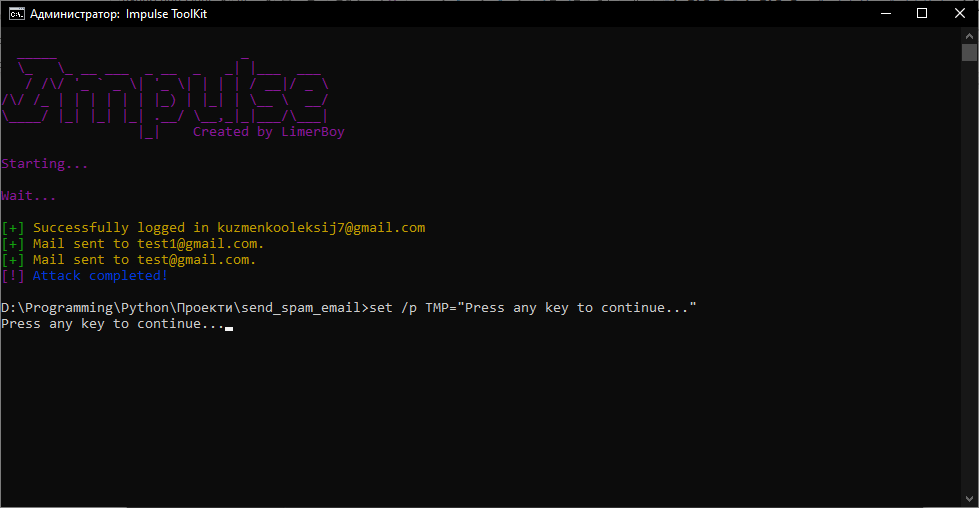 Администратор: Impulse ToolKit
Impulse
Created by LimerBoy
Starting...
Wait...
[+] Successfully logged in kuzmenkooleksij7@gmail.com
[+] Mail sent to test1@gmail.com.
[+] Mail sent to test@gmail.com.
[!] Attack completed!
D:\Programming\Python\Проекти\send_spam_email>set /p TMP="Press any key to continue..."
Press any key to continue...